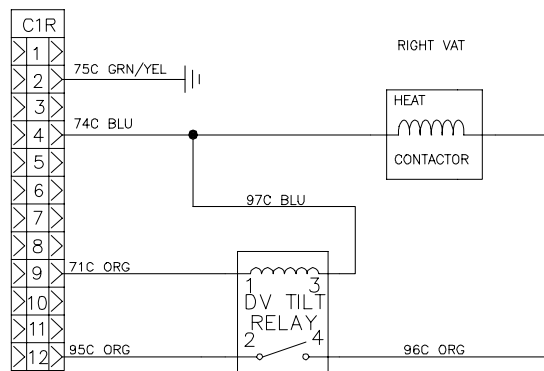 C1R
1
2
3
4
5
6
7
8
9
10
11
12
75C GRN/YEL
74C BLU
RIGHT VAT
HEAT
CONTACTOR
97C BLU
71C ORG
1 3
DV TILT
RELAY
2 4
95C ORG
96C ORG